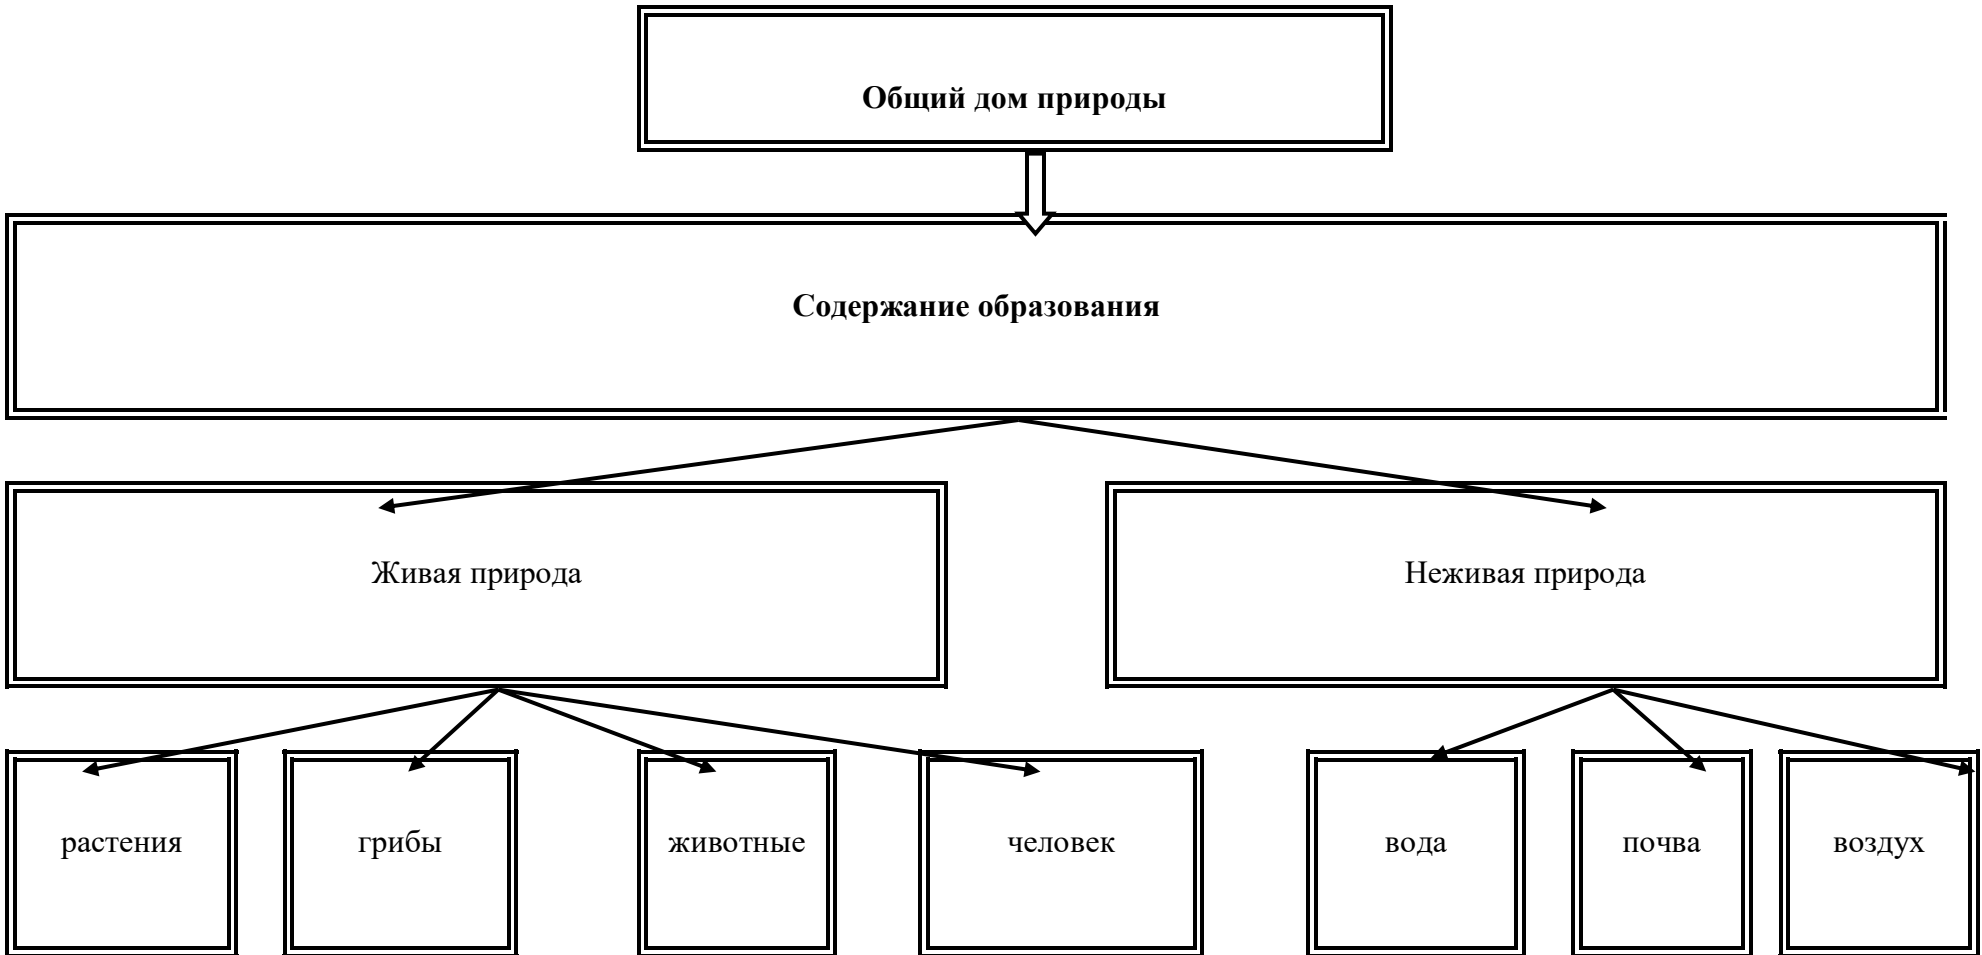 Общий дом природы
Содержание образования
Живая природа
Неживая природа
растения
грибы
животные
человек
вода
почва
воздух